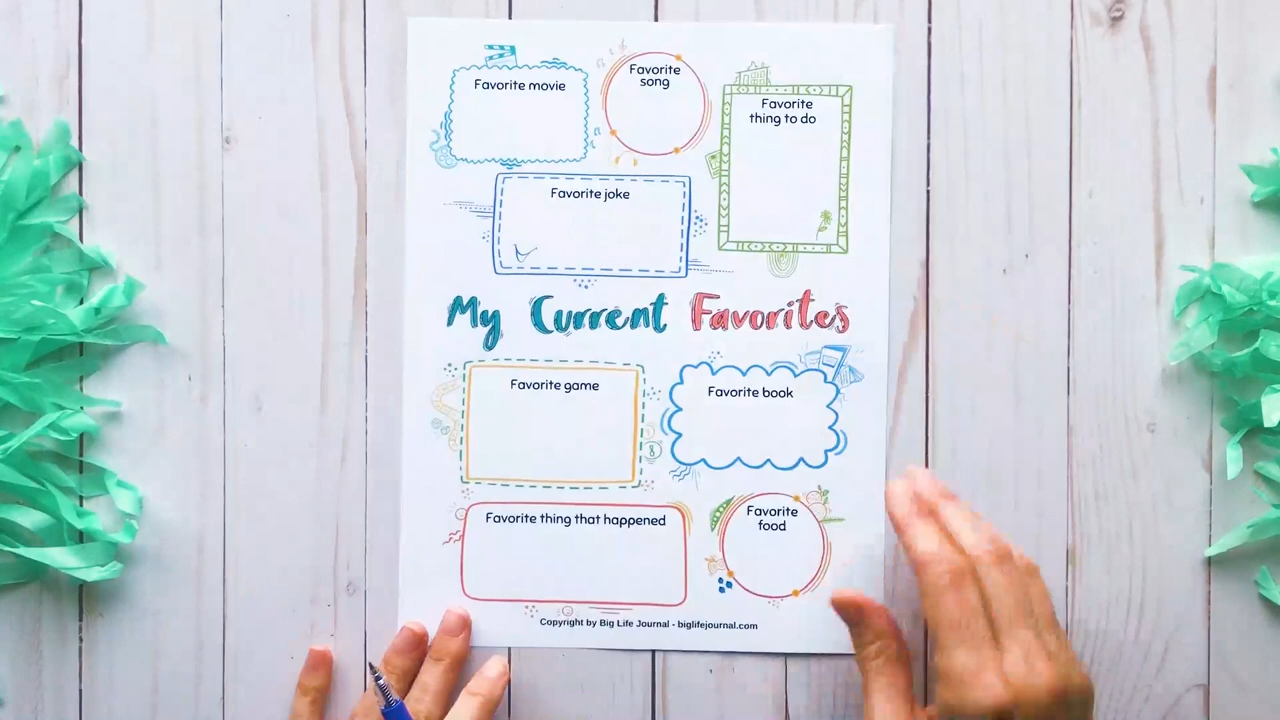 Favorite movie
Favorite
song
Favorite
thing to do
Favorite joke
My Current Favorites
Favorite game
Favorite book
8
Favorite thing that happened
Favorite
food
Copyright by Big Life Journal - biglifejournal.com